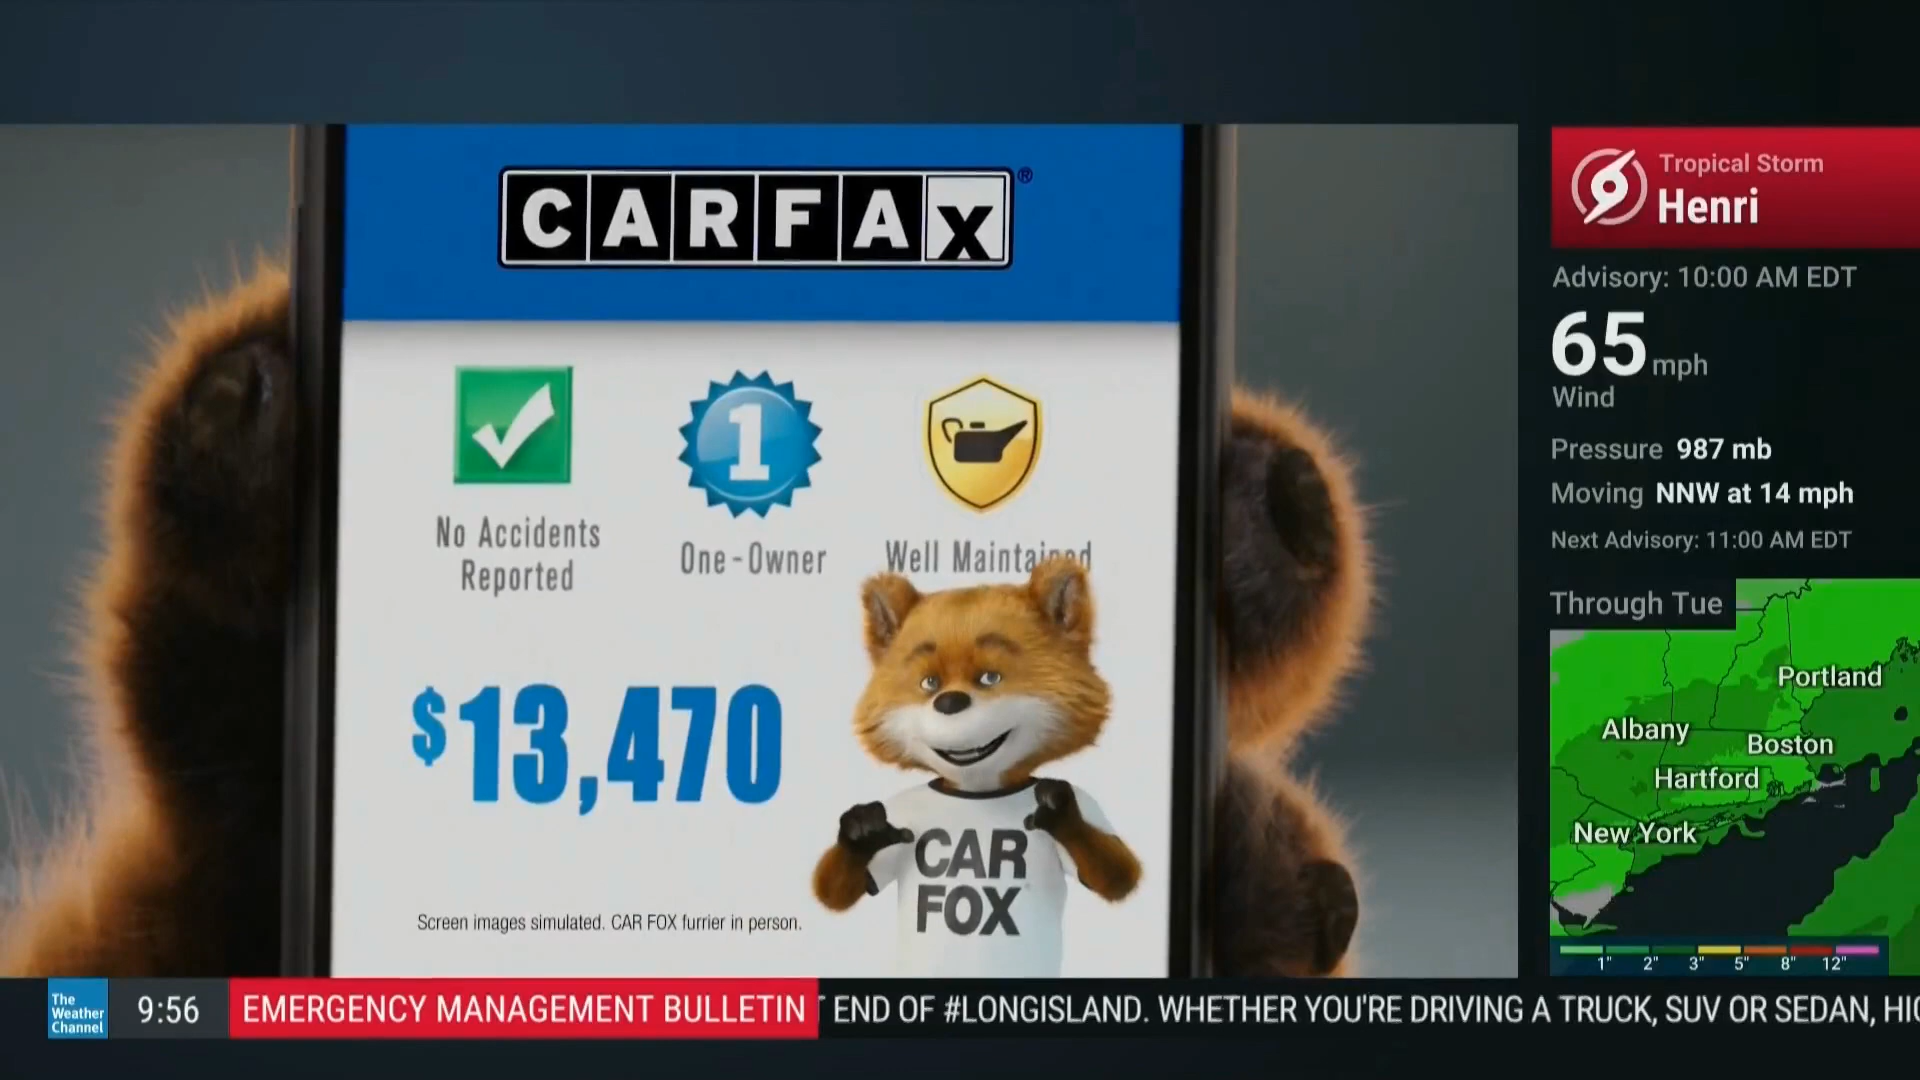 CARFAX®
No Accidents
Reported
1
One-Owner
Well Maintained
$13,470
CAR
FOX
Screen images simulated. CAR FOX furrier in person.
Tropical Storm
Henri
Advisory: 10:00 AM EDT
65 mph
Wind
Pressure 987 mb
Moving NNW at 14 mph
Next Advisory: 11:00 AM EDT
Through Tue
Portland
Albany
Boston
Hartford
New York
1" 2" 3" 5" 8" 12"
The
Weather
Channel
9:56
EMERGENCY MANAGEMENT BULLETIN
END OF #LONGISLAND. WHETHER YOU'RE DRIVING A TRUCK, SUV OR SEDAN,